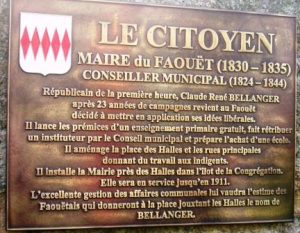 LE CITOYEN
MAIRE du FAOUËT (1830 – 1835)
CONSEILLER MUNICIPAL (1824 – 1844)
Républicain de la première heure, Claude René BELLANGER
après 23 années de campagnes revient au Faouët
décidé à mettre en application ses idées libérales.
Il lance les prémices d'un enseignement primaire gratuit, fait rétribuer
un instituteur par le Conseil municipal et prépare l'achat d'une école.
Il aménage la place des Halles et les rues principales
donnant du travail aux indigents.
Il installe la Mairie près des Halles dans l'îlot de la Congrégation.
Elle sera en service jusqu'en 1911.
L'excellente gestion des affaires communales lui vaudra l'estime des
Faouëtais qui donneront à la place jouxtant les Halles le nom de
BELLANGER.